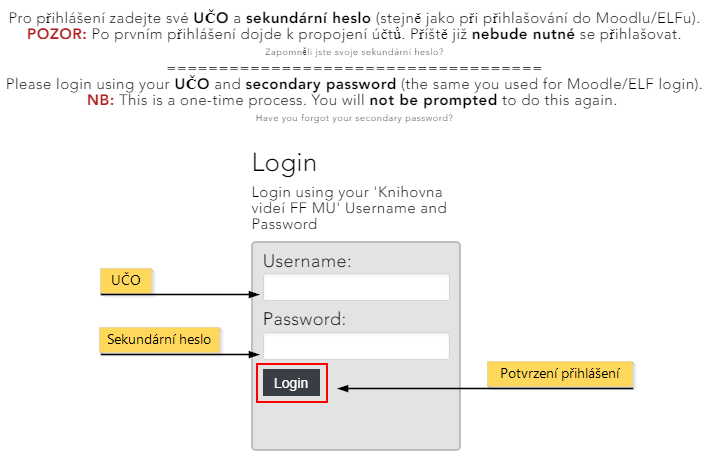 Pro přihlášení zadejte své UČO a sekundární heslo (stejně jako při přihlašování do Moodlu/ELFu).
POZOR: Po prvním přihlášení dojde k propojení účtů. Příště již nebude nutné se přihlašovat.
Zapomněli jste svoje sekundární heslo?
====================================
Please login using your UČO and secondary password (the same you used for Moodle/ELF login).
NB: This is a one-time process. You will not be prompted to do this again.
Have you forgot your secondary password?
Login
Login using your 'Knihovna
videí FF MU' Username and
Password
Username:
UČO
Password:
Sekundární heslo
Login
Potvrzení přihlášení